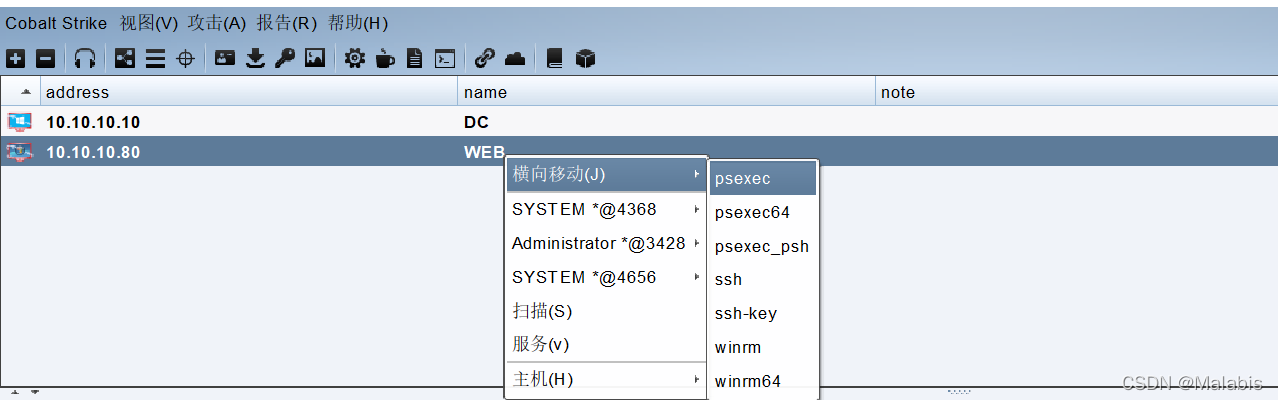 Cobalt Strike 视图(V) 攻击(A) 报告(R) 帮助(H)
address name note
10.10.10.10 DC
10.10.10.80 WEB
横向移动(J)
SYSTEM *@4368
Administrator *@3428
SYSTEM *@4656
扫描(S)
服务(v)
主机(H)
psexec
psexec64
psexec_psh
ssh
ssh-key
winrm
winrm64
CSDN @Malabis